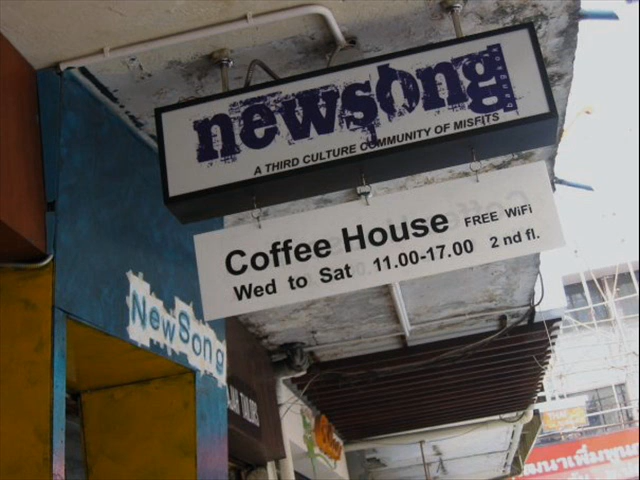 newsong
bangkok
A THIRD CULTURE COMMUNITY OF MISFITS
Coffee House FREE WiFi
Wed to Sat 11.00-17.00 2 nd fl.
NewSong